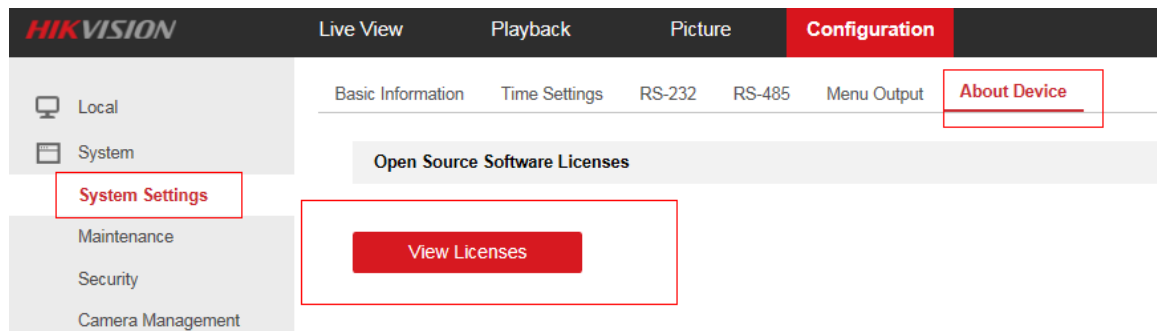 HIKVISION
Live View Playback Picture Configuration
Basic Information Time Settings RS-232 RS-485 Menu Output About Device
Local
System
System Settings
Maintenance
Security
Camera Management
Open Source Software Licenses
View Licenses